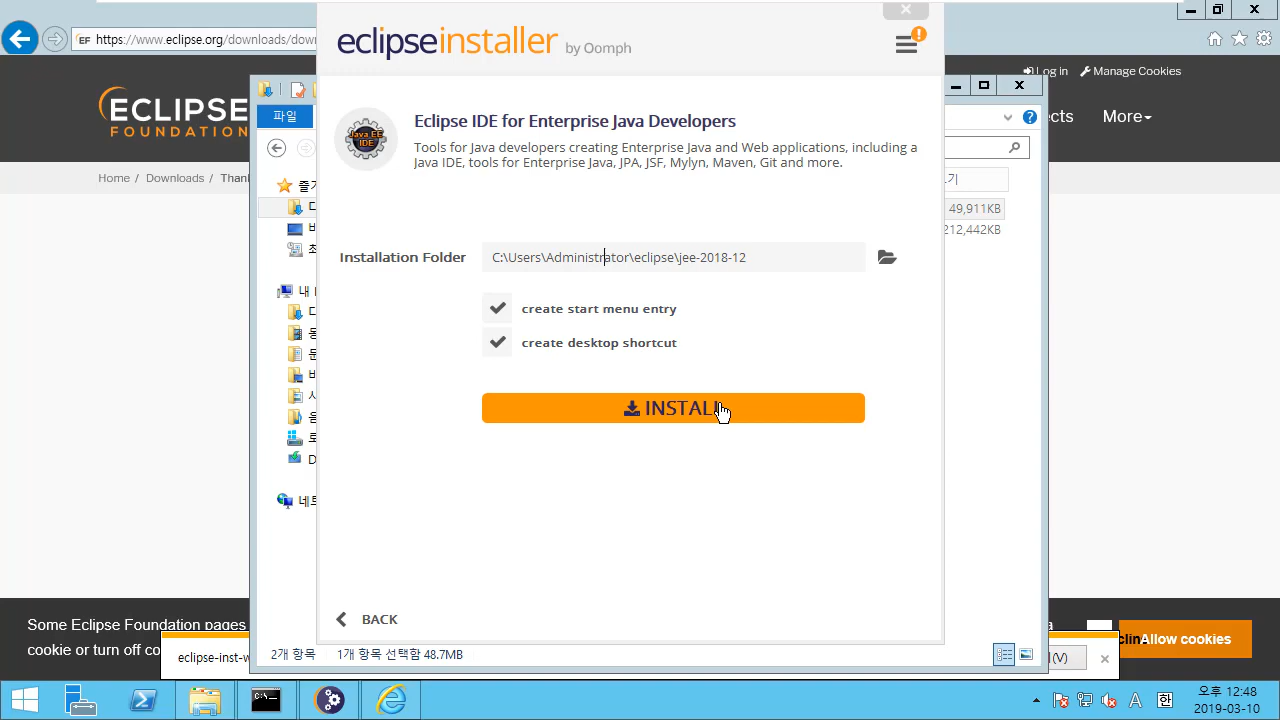 https://www.eclipse.org/downloads/dow
eclipseinstaller by Oomph
Log in
Manage Cookies
ECLIPSE
FOUNDATION
파일
More
Eclipse IDE for Enterprise Java Developers
Java EE
IDE
Tools for Java developers creating Enterprise Java and Web applications, including a
Java IDE, tools for Enterprise Java, JPA, JSF, Mylyn, Maven, Git and more.
Home / Downloads /
49,911KB
212,442KB
Installation Folder
C:\Users\Administrator\eclipse\jee-2018-12
create start menu entry
create desktop shortcut
INSTALL
BACK
Some Eclipse Foundation pages
cookie or turn off
Allow cookies
eclipse-inst-w
(V)
2개 항목
1개 항목 선택함 48.7MB
A
한
오후 12:48
2019-03-10